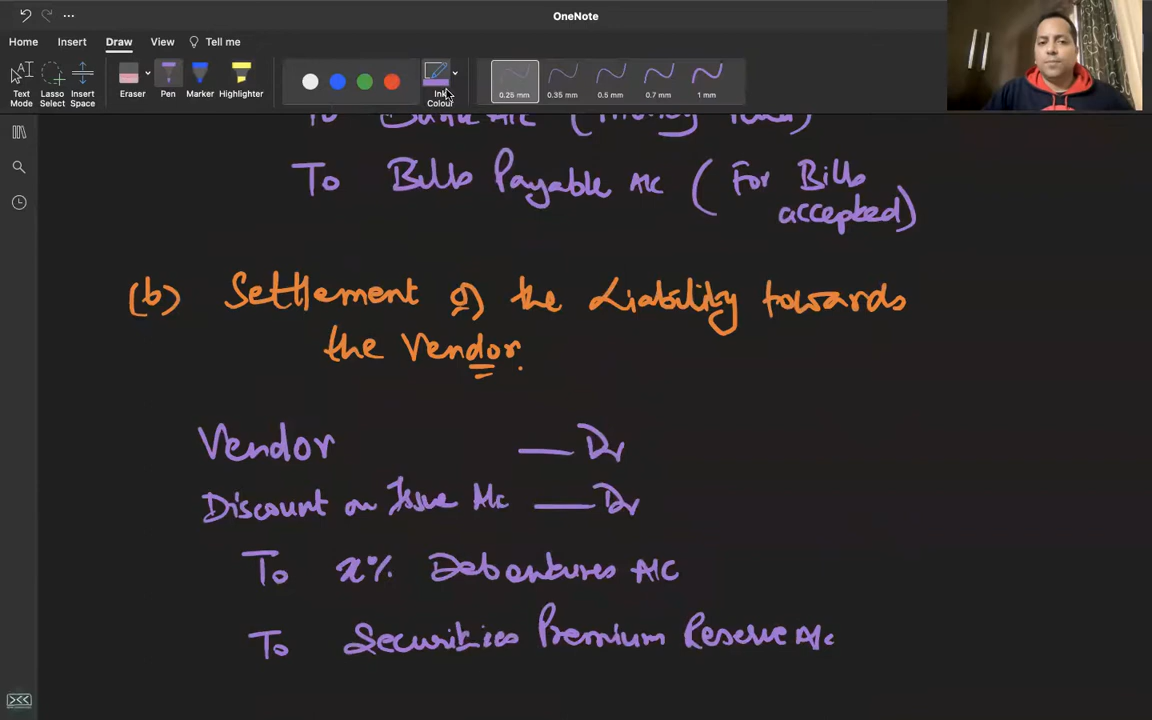 OneNote
Home Insert Draw View Tell me
Text Mode Lasso Select Insert Space Eraser Pen Marker Highlighter Ink Colour 0.25 mm 0.35 mm 0.5 mm 0.7 mm 1 mm
To Bank A/c (Money
To Bills Payable A/c (For Bills
accepted)
(b) Settlement of the Liability towards
the Vendor.
Vendor — Dr
Discount on Issue A/c — Dr
To x% Debentures A/C
To Securities Premium Reserve A/c